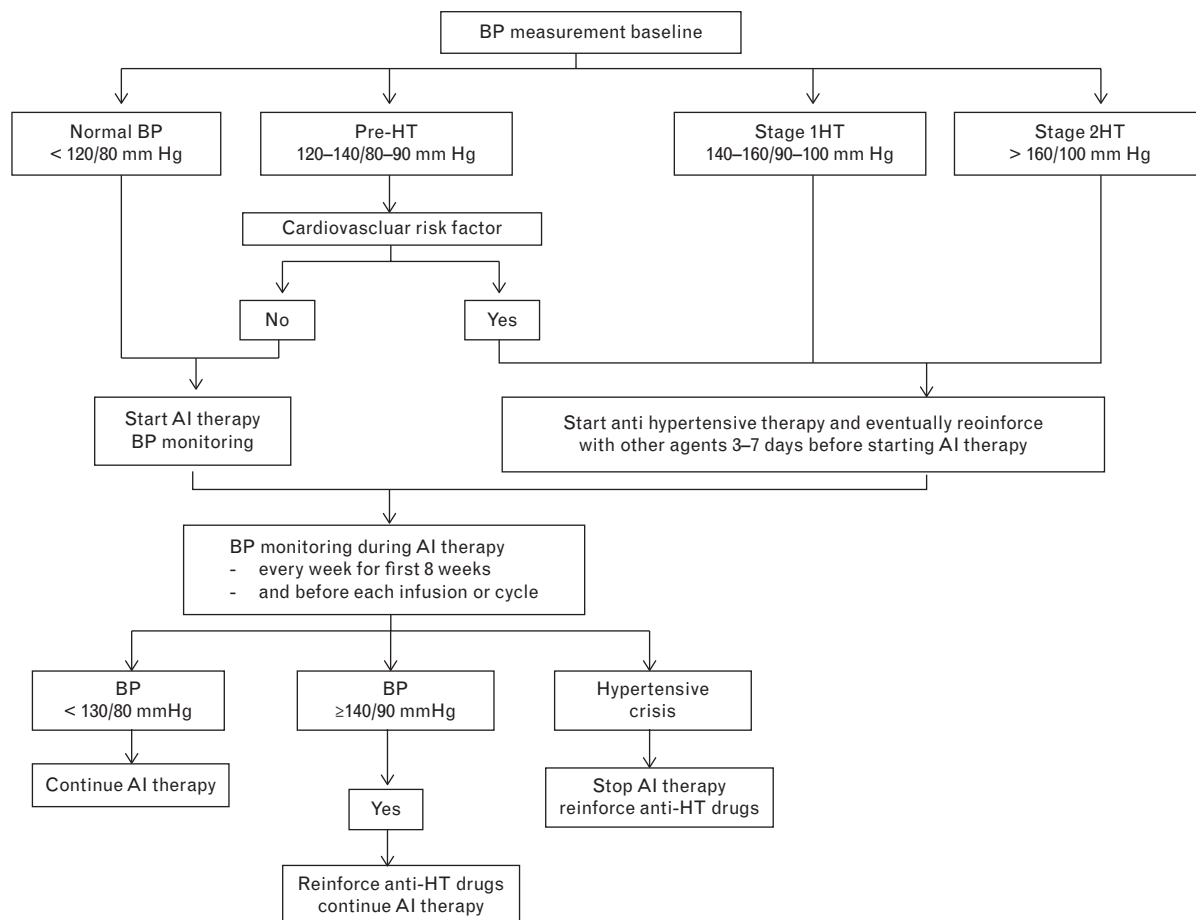 BP measurement baseline
Normal BP
< 120/80 mm Hg
Pre-HT
120–140/80–90 mm Hg
Stage 1HT
140–160/90–100 mm Hg
Stage 2HT
> 160/100 mm Hg
Cardiovascluar risk factor
No
Yes
Start AI therapy
BP monitoring
Start anti hypertensive therapy and eventually reoinforce
with other agents 3–7 days before starting AI therapy
BP monitoring during AI therapy
- every week for first 8 weeks
- and before each infusion or cycle
BP
< 130/80 mmHg
BP
≥140/90 mmHg
Hypertensive
crisis
Continue AI therapy
Yes
Stop AI therapy
reinforce anti-HT drugs
Reinforce anti-HT drugs
continue AI therapy